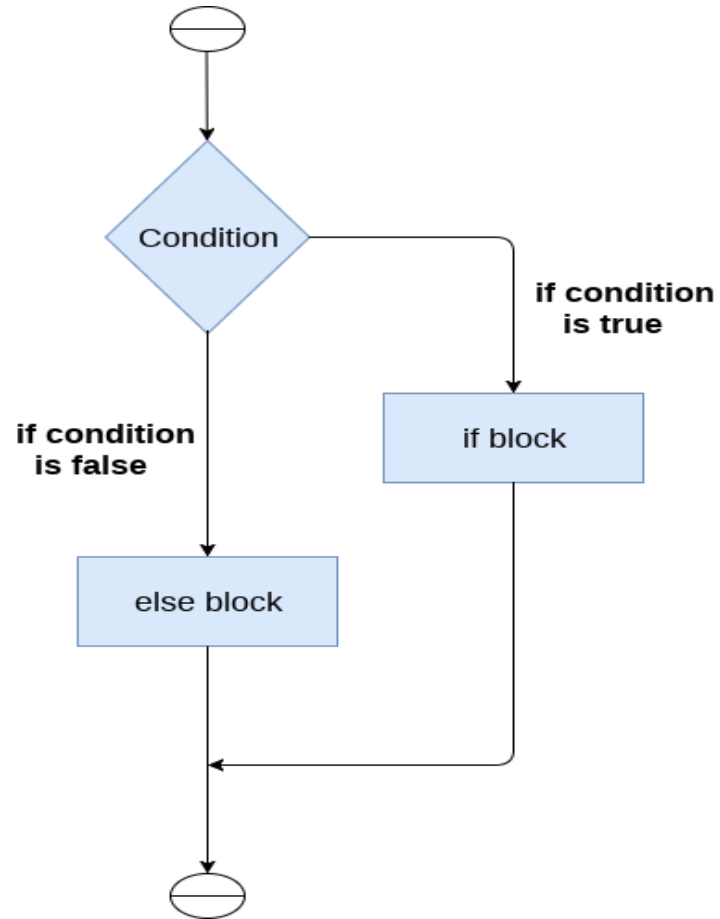 Condition
if condition
is true
if condition
is false
if block
else block